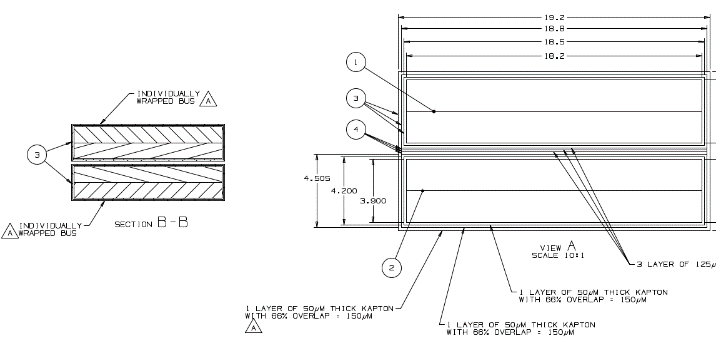 19.2
18.8
18.5
18.2
1
INDIVIDUALLY
WRAPPED BUS A
3
3
4
4.505
4.200
3.900
INDIVIDUALLY
A WRAPPED BUS
SECTION B-B
VIEW A
SCALE 10:1
2
3 LAYER OF 125µ
1 LAYER OF 50µM THICK KAPTON
WITH 66% OVERLAP = 150µM
1 LAYER OF 50µM THICK KAPTON
WITH 66% OVERLAP = 150µM
A
1 LAYER OF 50µM THICK KAPTON
WITH 66% OVERLAP = 150µM